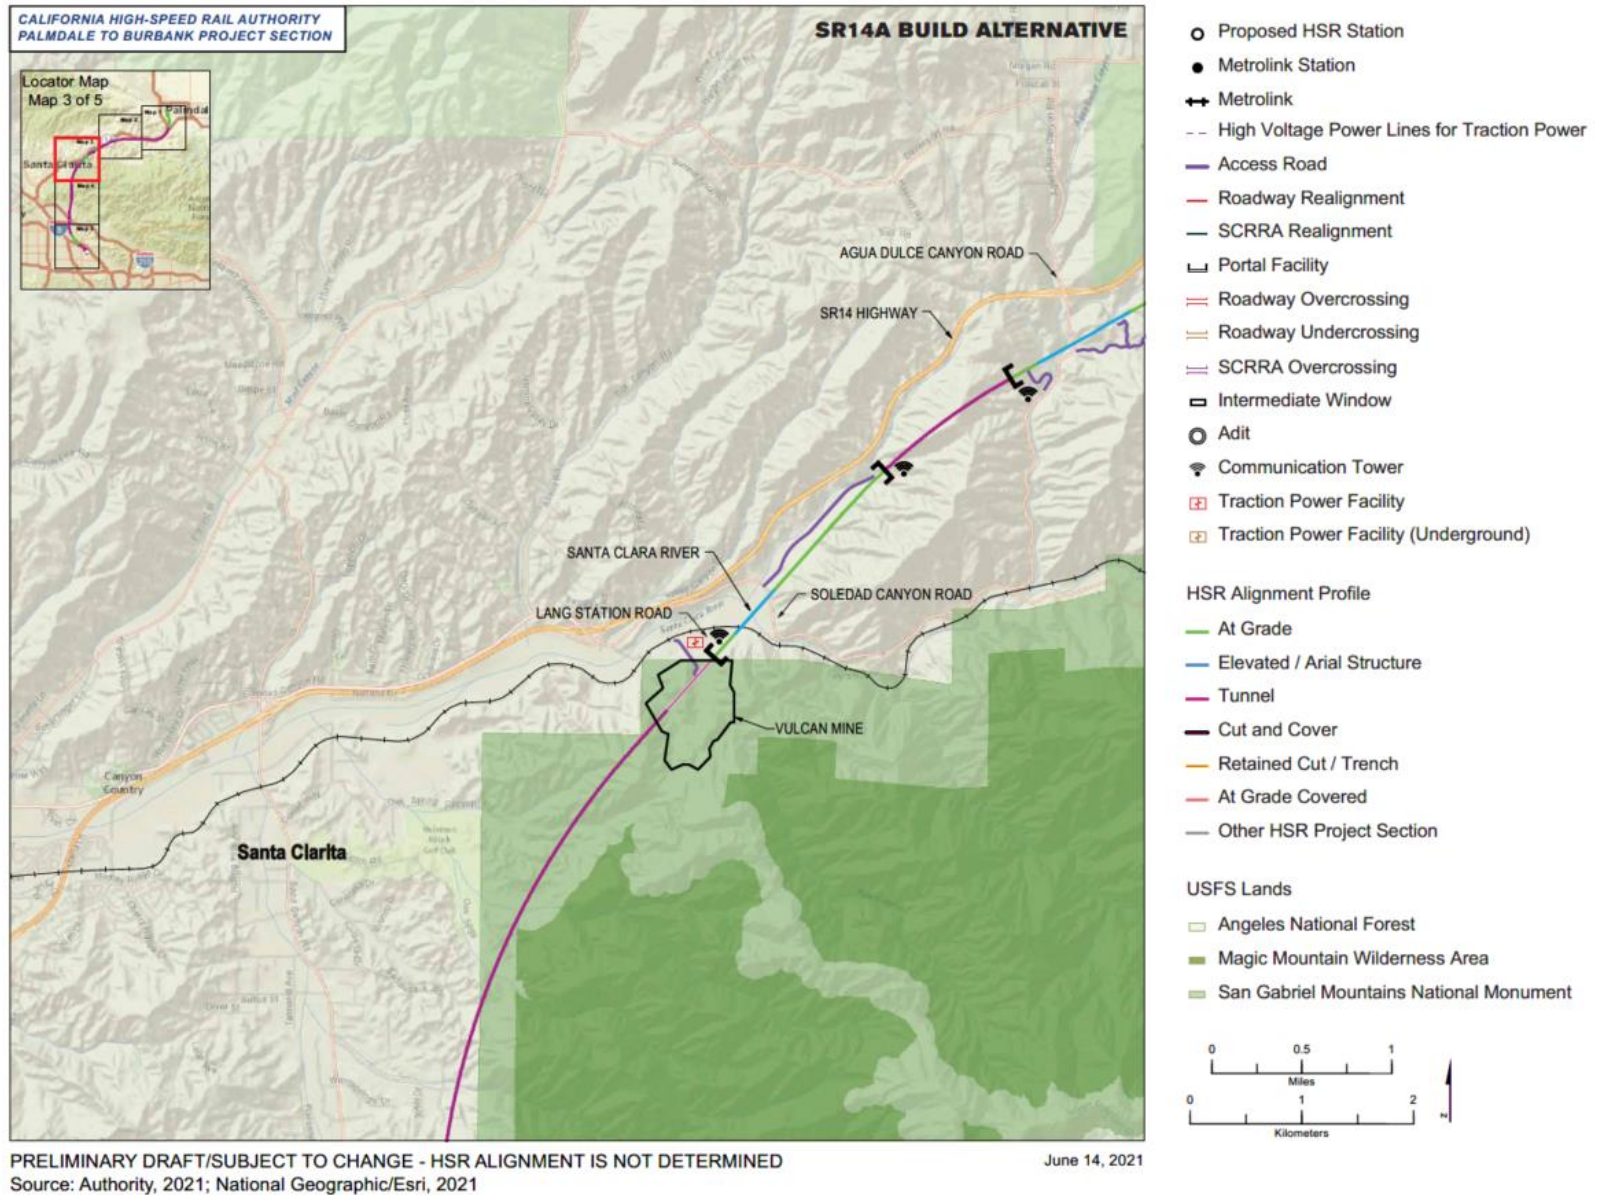 CALIFORNIA HIGH-SPEED RAIL AUTHORITY
PALMDALE TO BURBANK PROJECT SECTION
SR14A BUILD ALTERNATIVE
Locator Map
Map 3 of 5
Palmdal
Santa Clarita
AGUA DULCE CANYON ROAD
SR14 HIGHWAY
SANTA CLARA RIVER
SOLEDAD CANYON ROAD
LANG STATION ROAD
VULCAN MINE
Canyon
Country
Santa Clarita
Proposed HSR Station
Metrolink Station
Metrolink
High Voltage Power Lines for Traction Power
Access Road
Roadway Realignment
SCRRA Realignment
Portal Facility
Roadway Overcrossing
Roadway Undercrossing
SCRRA Overcrossing
Intermediate Window
Adit
Communication Tower
Traction Power Facility
Traction Power Facility (Underground)
HSR Alignment Profile
At Grade
Elevated / Arial Structure
Tunnel
Cut and Cover
Retained Cut / Trench
At Grade Covered
Other HSR Project Section
USFS Lands
Angeles National Forest
Magic Mountain Wilderness Area
San Gabriel Mountains National Monument
0 0.5 1
Miles
0 1 2
Kilometers
N
PRELIMINARY DRAFT/SUBJECT TO CHANGE - HSR ALIGNMENT IS NOT DETERMINED
June 14, 2021
Source: Authority, 2021; National Geographic/Esri, 2021